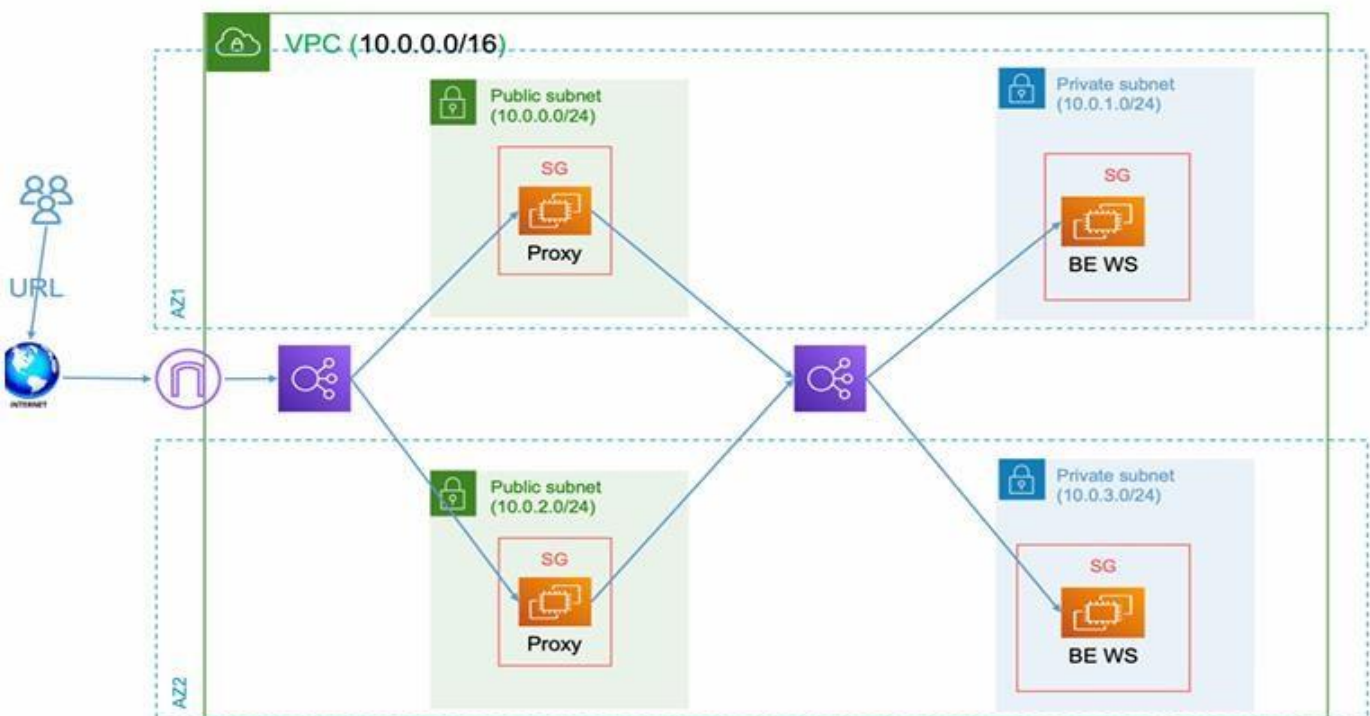 VPC (10.0.0.0/16)
Public subnet
(10.0.0.0/24)
SG
Proxy
Private subnet
(10.0.1.0/24)
SG
BE WS
AZ1
URL
INTERNET
Public subnet
(10.0.2.0/24)
SG
Proxy
Private subnet
(10.0.3.0/24)
SG
BE WS
AZ2